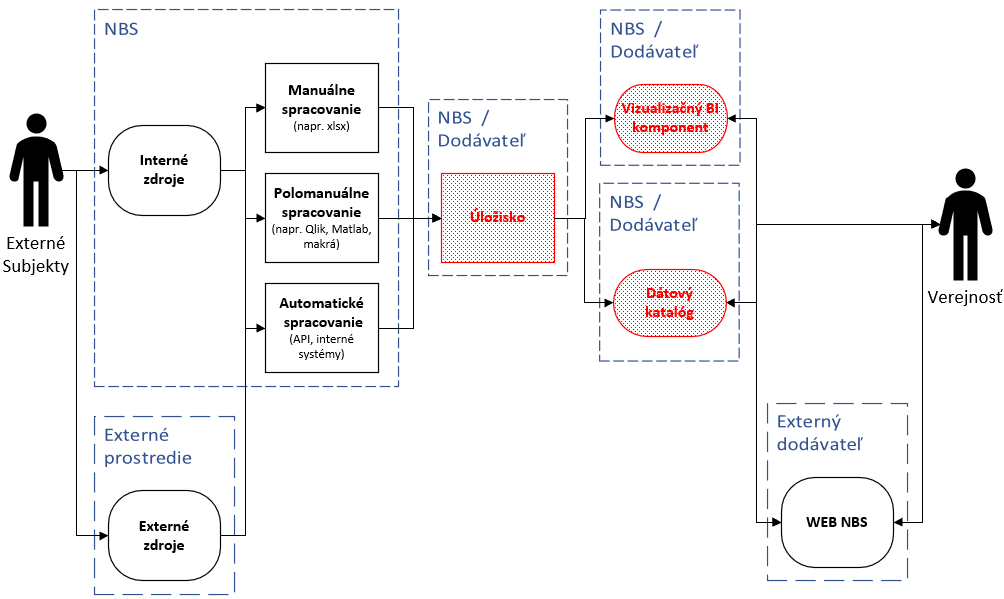 NBS
Externé
Subjekty
Interné
zdroje
Manuálne
spracovanie
(napr. xlsx)
Polomanuálne
spracovanie
(napr. Qlik, Matlab,
makrá)
Automatické
spracovanie
(API, interné
systémy)
Externé
prostredie
Externé
zdroje
NBS /
Dodávateľ
Úložisko
NBS /
Dodávateľ
Vizualizačný BI
komponent
NBS /
Dodávateľ
Dátový
katalóg
Verejnosť
Externý
dodávateľ
WEB NBS